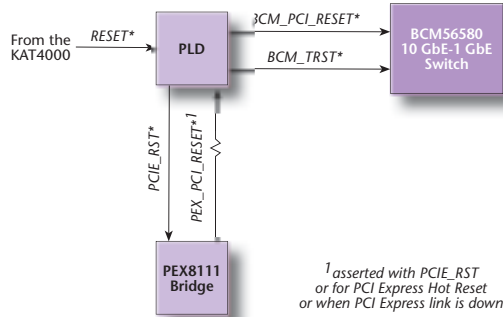 From the
KAT4000
RESET*
PLD
BCM_PCI_RESET*
BCM_TRST*
BCM56580
10 GbE-1 GbE
Switch
PCIE_RST*
PEX_PCI_RESET*1
PEX8111
Bridge
1 asserted with PCIE_RST
or for PCI Express Hot Reset
or when PCI Express link is down